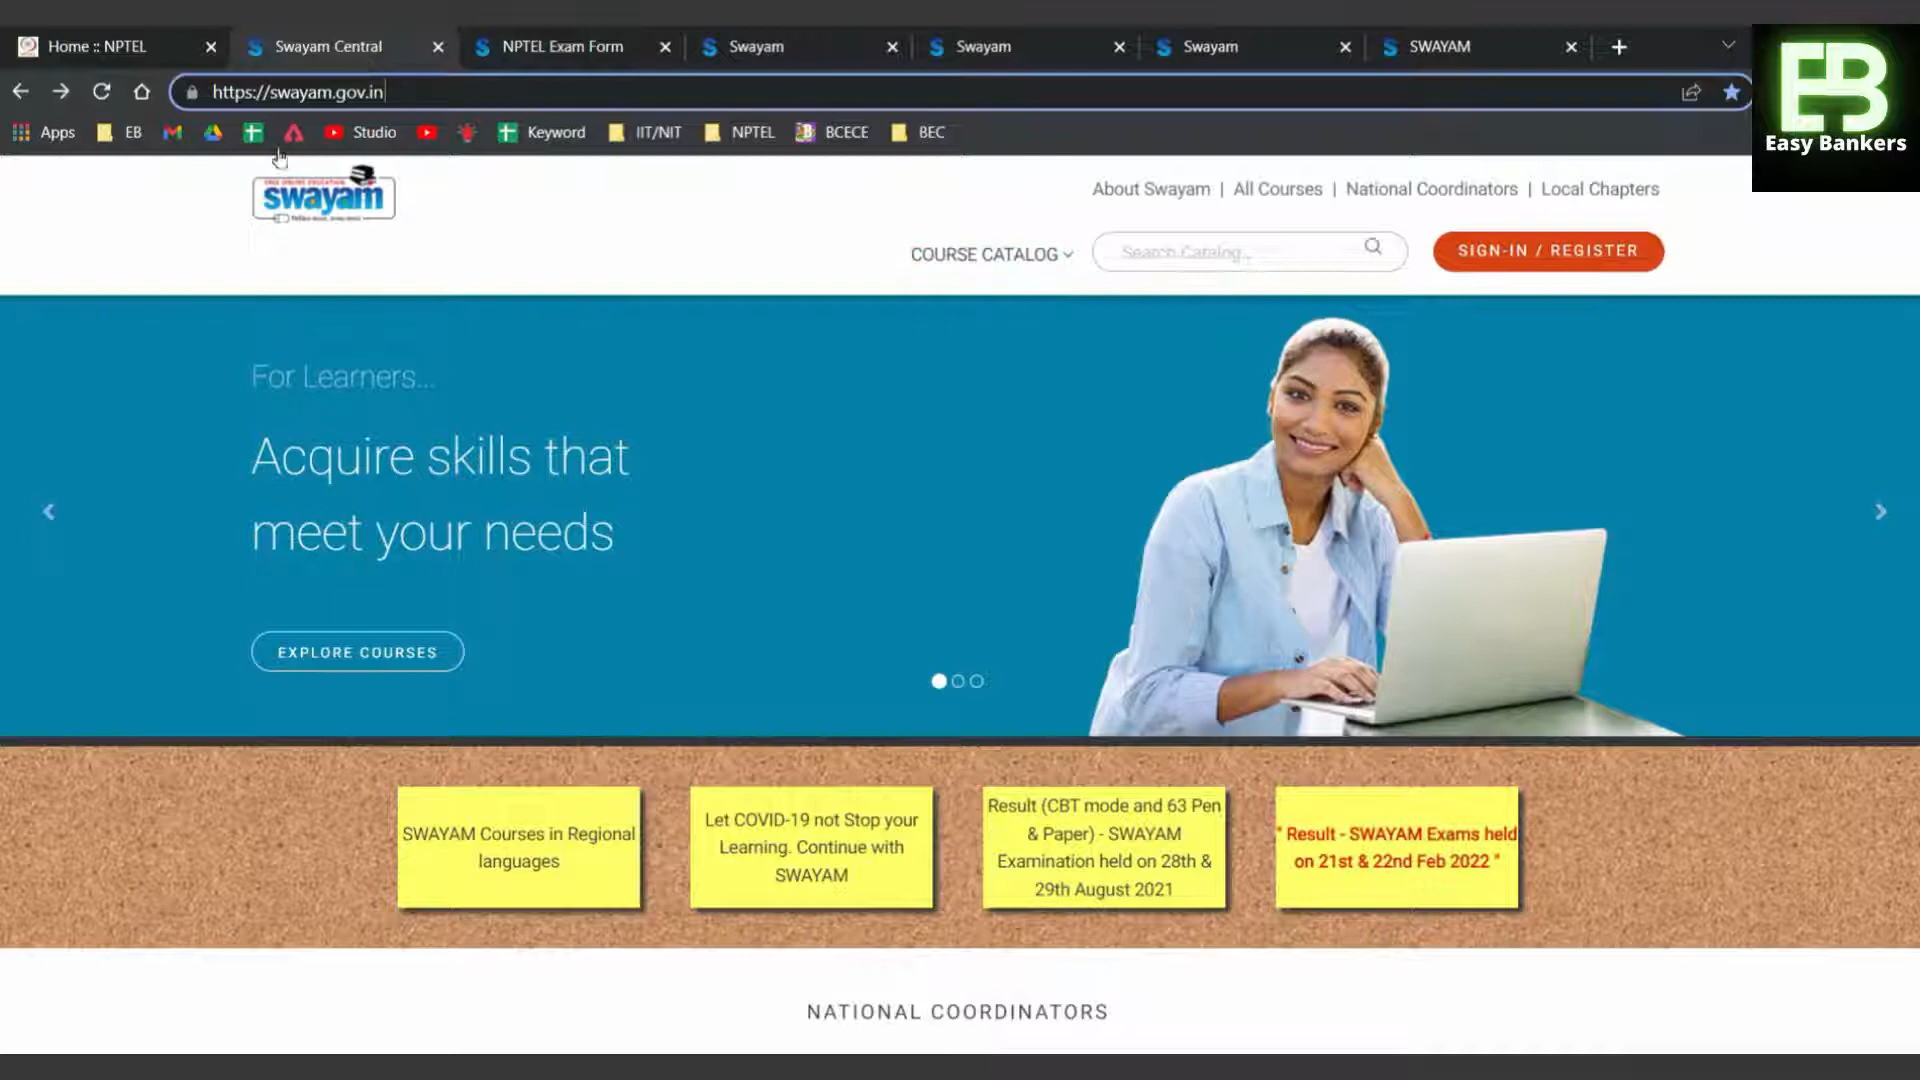 Home :: NPTEL
Swayam Central
NPTEL Exam Form
Swayam
Swayam
Swayam
SWAYAM
https://swayam.gov.in
Apps
EB
Studio
Keyword
IIT/NIT
NPTEL
BCECE
BEC
EB
Easy Bankers
FREE ONLINE EDUCATION
swayam
About Swayam | All Courses | National Coordinators | Local Chapters
COURSE CATALOG
Search Catalog...
SIGN-IN / REGISTER
For Learners...
Acquire skills that
meet your needs
EXPLORE COURSES
SWAYAM Courses in Regional
languages
Let COVID-19 not Stop your
Learning. Continue with
SWAYAM
Result (CBT mode and 63 Pen
& Paper) - SWAYAM
Examination held on 28th &
29th August 2021
" Result - SWAYAM Exams held
on 21st & 22nd Feb 2022 "
NATIONAL COORDINATORS